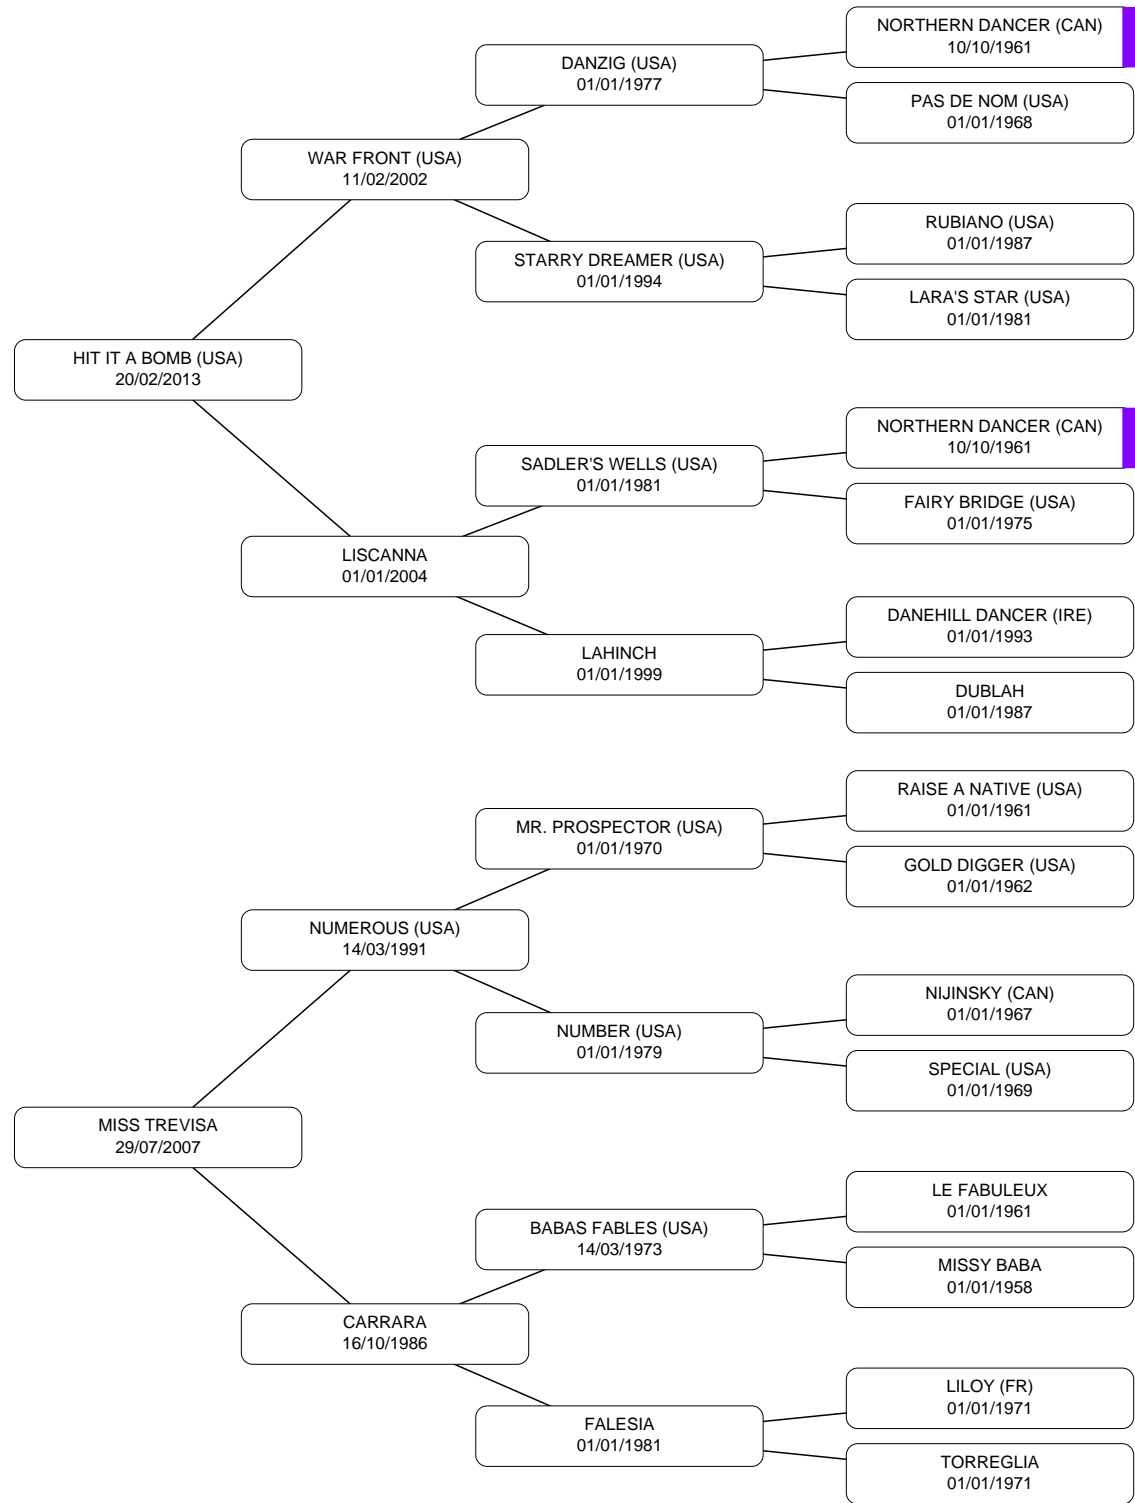 NORTHERN DANCER (CAN)
10/10/1961
DANZIG (USA)
01/01/1977
PAS DE NOM (USA)
01/01/1968
WAR FRONT (USA)
11/02/2002
RUBIANO (USA)
01/01/1987
STARRY DREAMER (USA)
01/01/1994
LARA'S STAR (USA)
01/01/1981
HIT IT A BOMB (USA)
20/02/2013
NORTHERN DANCER (CAN)
10/10/1961
SADLER'S WELLS (USA)
01/01/1981
FAIRY BRIDGE (USA)
01/01/1975
LISCANNA
01/01/2004
DANEHILL DANCER (IRE)
01/01/1993
LAHINCH
01/01/1999
DUBLAH
01/01/1987
RAISE A NATIVE (USA)
01/01/1961
MR. PROSPECTOR (USA)
01/01/1970
GOLD DIGGER (USA)
01/01/1962
NUMEROUS (USA)
14/03/1991
NIJINSKY (CAN)
01/01/1967
NUMBER (USA)
01/01/1979
SPECIAL (USA)
01/01/1969
MISS TREVISA
29/07/2007
LE FABULEUX
01/01/1961
BABAS FABLES (USA)
14/03/1973
MISSY BABA
01/01/1958
CARRARA
16/10/1986
LILOY (FR)
01/01/1971
FALESIA
01/01/1981
TORREGLIA
01/01/1971